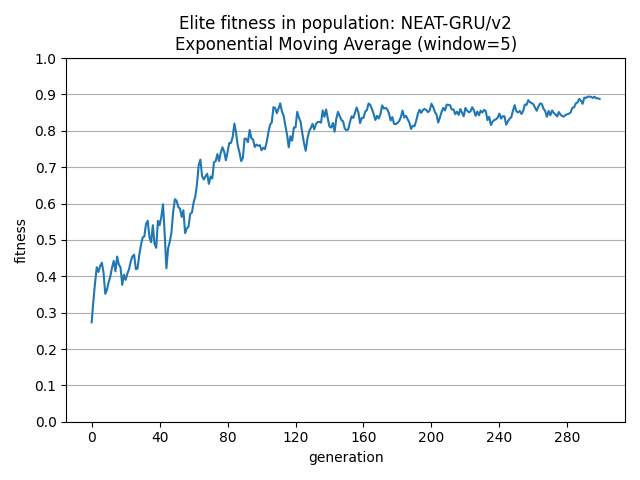 Elite fitness in population: NEAT-GRU/v2
Exponential Moving Average (window=5)
1.0
0.9
0.8
0.7
0.6
0.5
0.4
0.3
0.2
0.1
0.0
fitness
0 40 80 120 160 200 240 280
generation